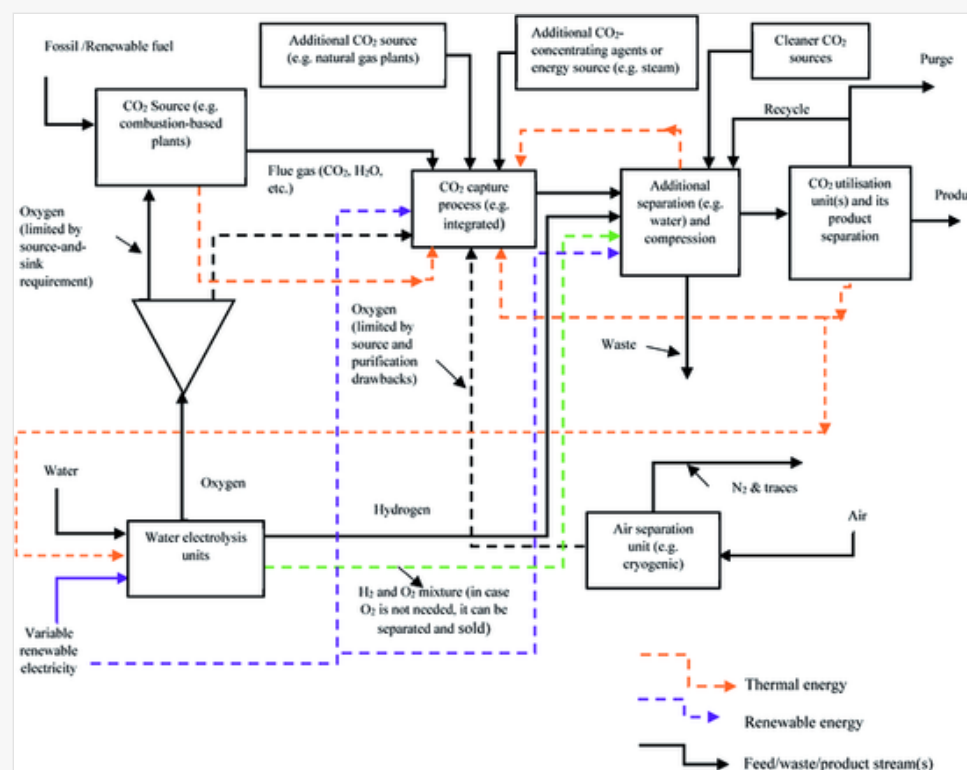 Fossil /Renewable fuel
Additional CO₂ source
(e.g. natural gas plants)
Additional CO₂-
concentrating agents or
energy source (e.g. steam)
Cleaner CO₂
sources
Purge
CO₂ Source (e.g.
combustion-based
plants)
Recycle
Flue gas (CO₂, H₂O,
etc.)
CO₂ capture
process (e.g.
integrated)
Additional
separation (e.g.
water) and
compression
CO₂ utilisation
unit(s) and its
product
separation
Produ
Oxygen
(limited by
source-and-
sink
requirement)
Oxygen
(limited by
source and
purification
drawbacks)
Waste
Water
Oxygen
Hydrogen
N₂ & traces
Air
Water electrolysis
units
Air separation
unit (e.g.
cryogenic)
H₂ and O₂ mixture (in case
O₂ is not needed, it can be
separated and sold)
Variable
renewable
electricity
Thermal energy
Renewable energy
Feed/waste/product stream(s)